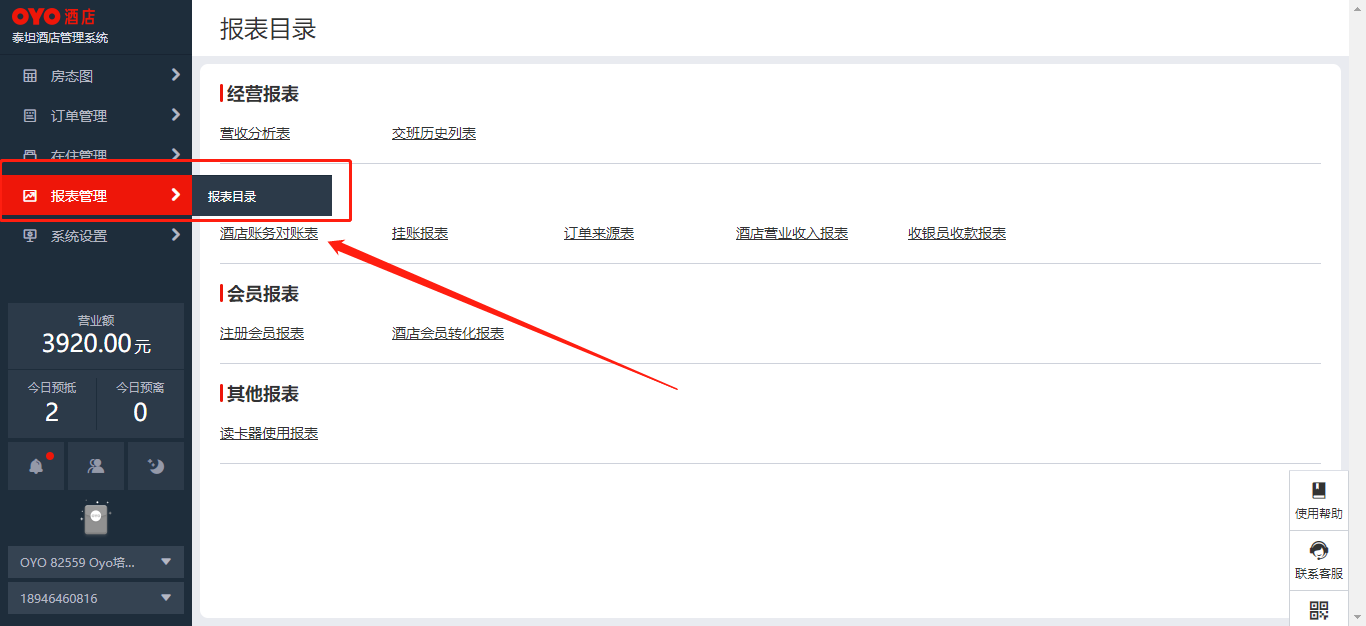 OYO 酒店
泰坦酒店管理系统
房态图
订单管理
在住管理
报表管理
系统设置
营业额
3920.00元
今日预抵
今日预离
2
0
OYO 82559 Oyo培...
18946460816
报表目录
报表目录
经营报表
营收分析表
交班历史列表
酒店账务对账表
挂账报表
订单来源表
酒店营业收入报表
收银员收款报表
会员报表
注册会员报表
酒店会员转化报表
其他报表
读卡器使用报表
使用帮助
联系客服